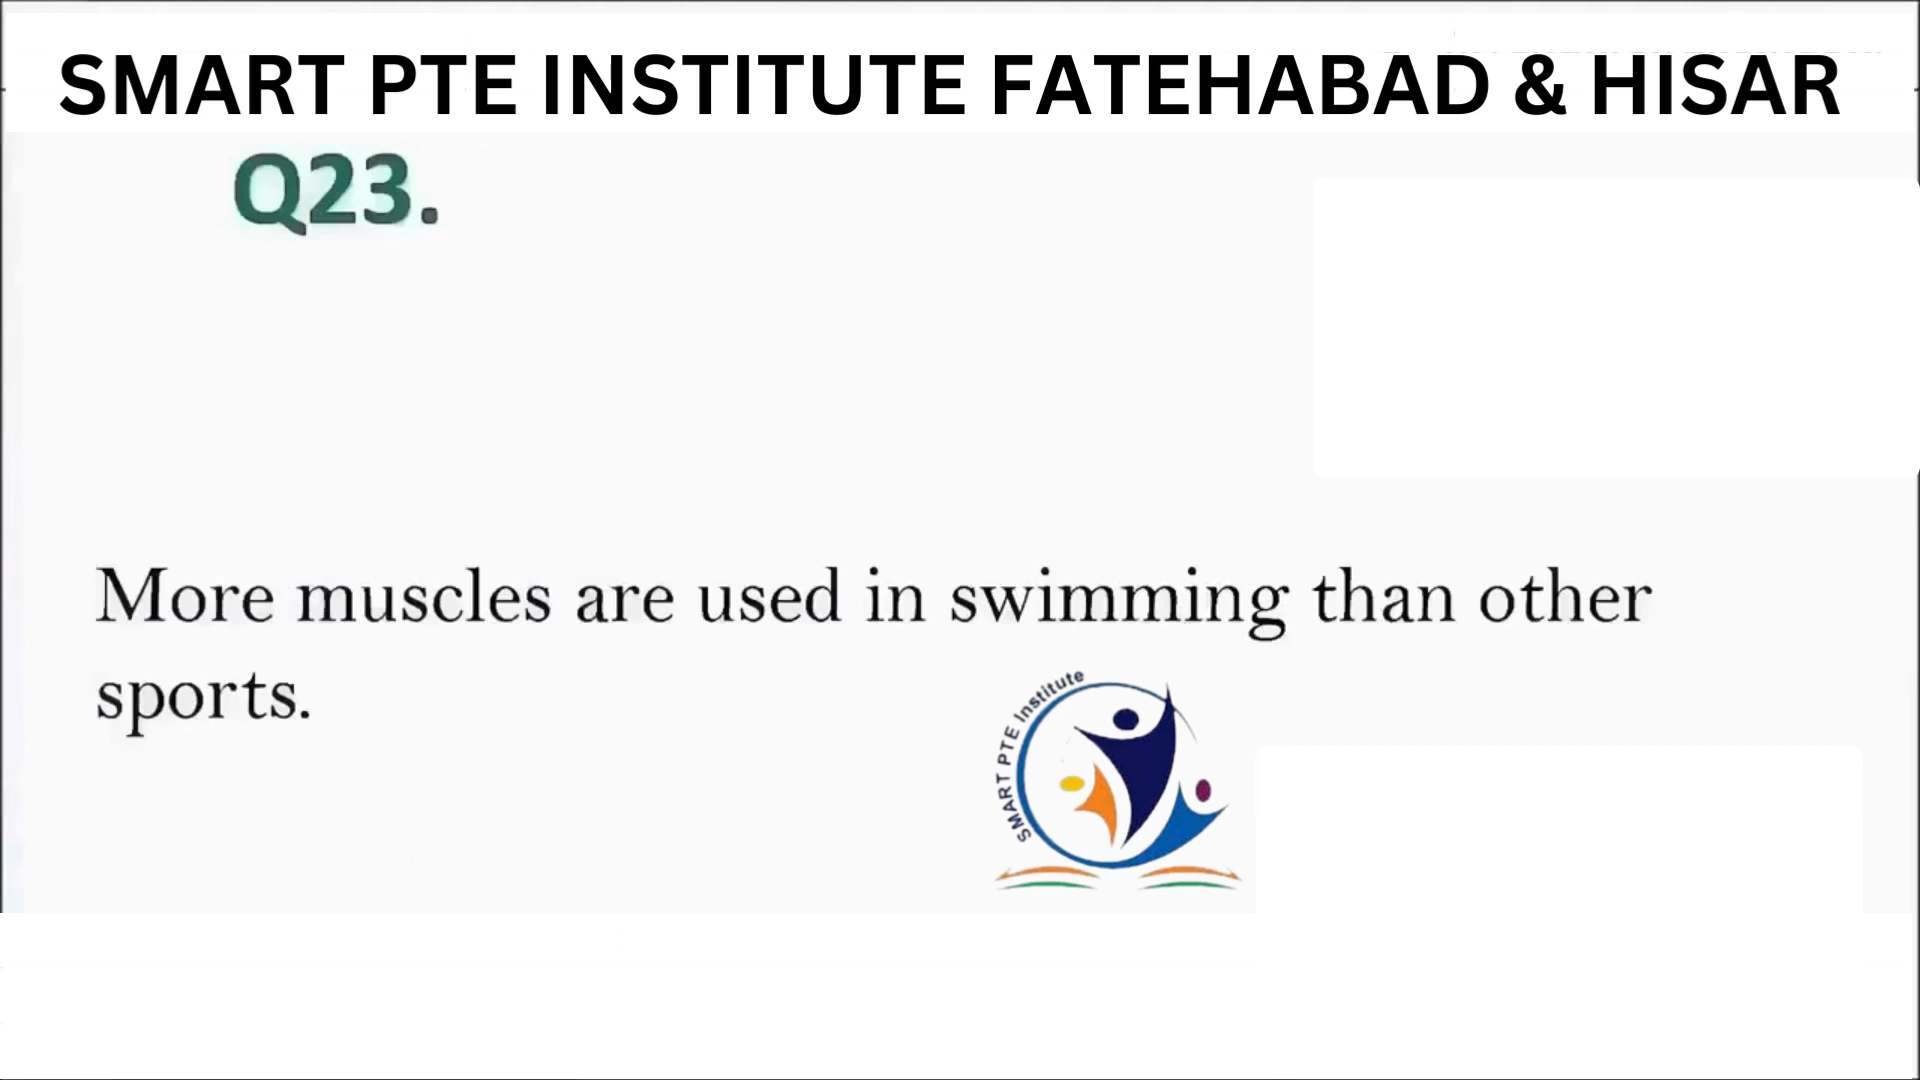 SMART PTE INSTITUTE FATEHABAD & HISAR
Q23.
More muscles are used in swimming than other
sports.
SMART PTE Institute